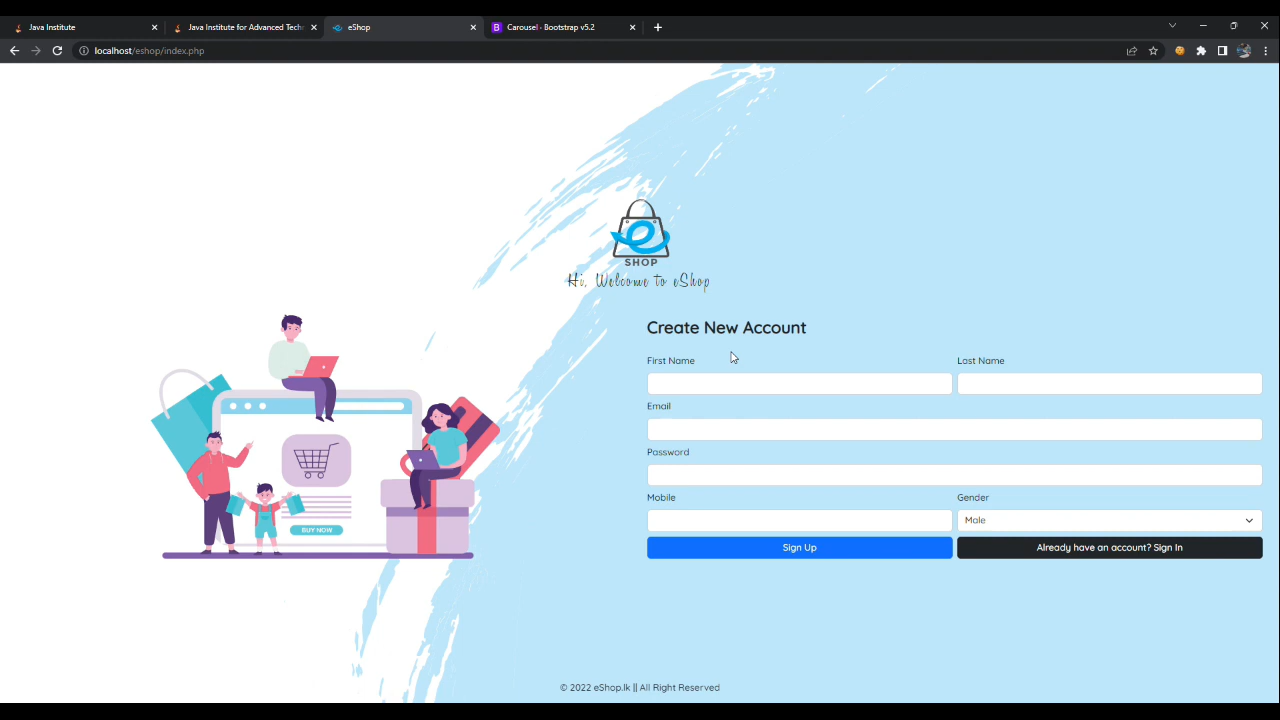 Java Institute
Java Institute for Advanced Techn
eShop
Carousel · Bootstrap v5.2
localhost/eshop/index.php
e
SHOP
Hi, Welcome to eShop
Create New Account
First Name
Last Name
Email
Password
Mobile
Gender
Male
Sign Up
Already have an account? Sign In
BUY NOW
© 2022 eShop.lk || All Right Reserved